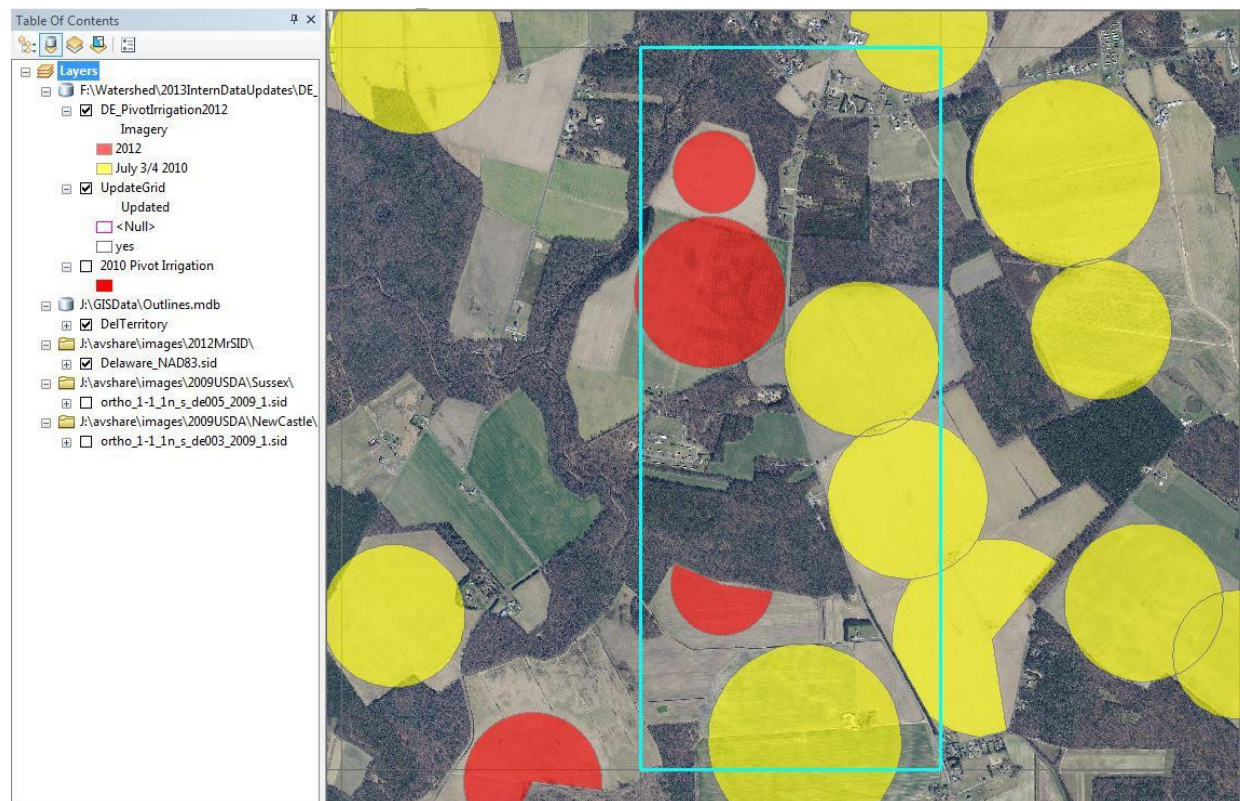 Table Of Contents
Layers
F:\Watershed\2013InternDataUpdates\DE_
DE_PivotIrrigation2012
Imagery
2012
July 3/4 2010
UpdateGrid
Updated
<Null>
yes
2010 Pivot Irrigation
J:\GISData\Outlines.mdb
DelTerritory
J:\avshare\images\2012MrSID\
Delaware_NAD83.sid
J:\avshare\images\2009USDA\Sussex\
ortho_1-1_1n_s_de005_2009_1.sid
J:\avshare\images\2009USDA\NewCastle\
ortho_1-1_1n_s_de003_2009_1.sid